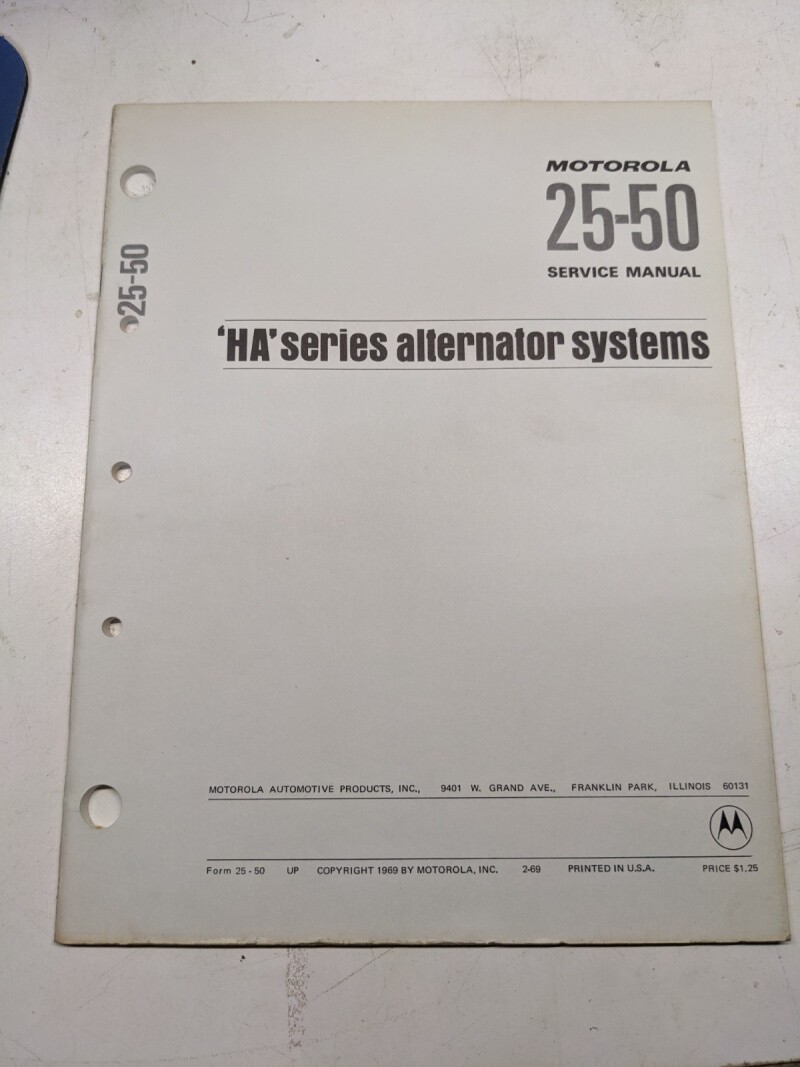 MOTOROLA
25-50
SERVICE MANUAL
25-50
'HA' series alternator systems
MOTOROLA AUTOMOTIVE PRODUCTS, INC., 9401 W. GRAND AVE., FRANKLIN PARK, ILLINOIS 60131
Form 25 - 50 UP COPYRIGHT 1969 BY MOTOROLA, INC. 2-69 PRINTED IN U.S.A. PRICE $1.25